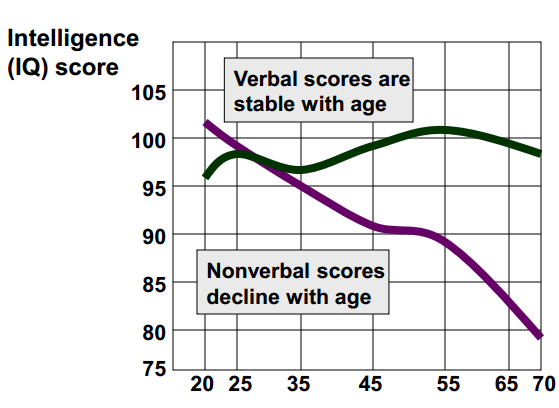 Intelligence
(IQ) score
105
Verbal scores are
stable with age
100
95
90
Nonverbal scores
decline with age
85
80
75
20 25 35 45 55 65 70